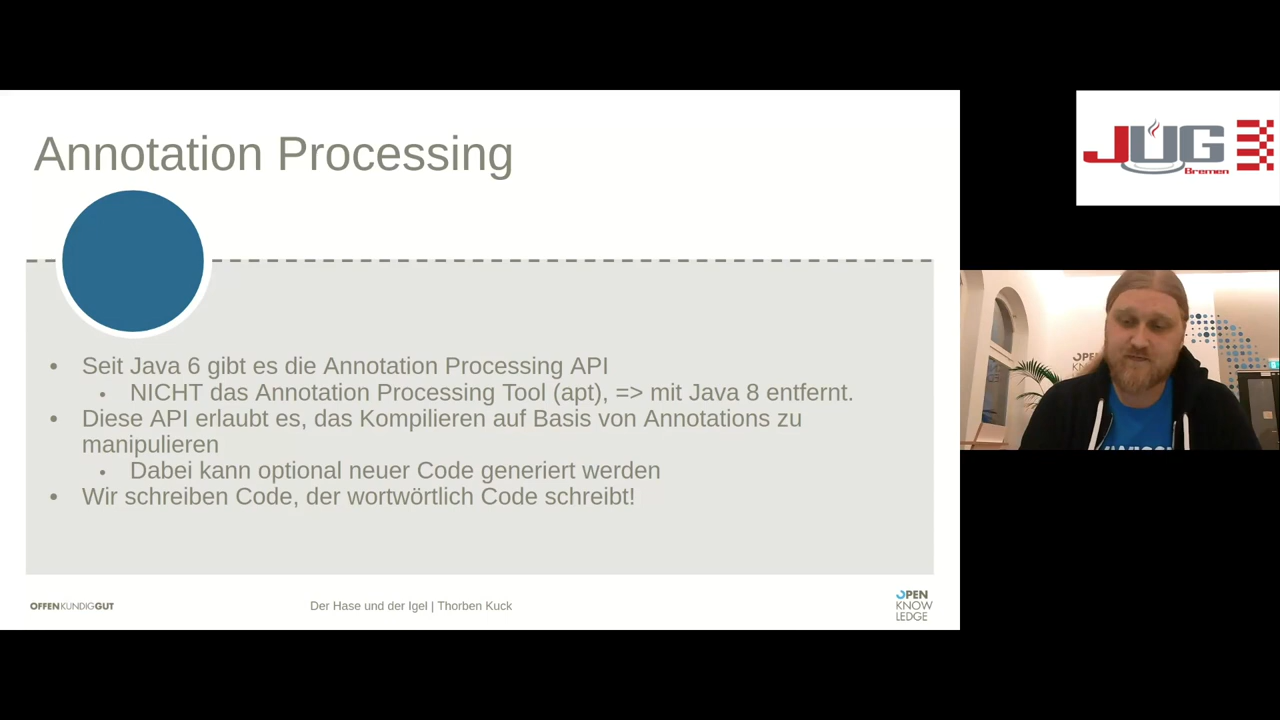 Annotation Processing
• Seit Java 6 gibt es die Annotation Processing API
• NICHT das Annotation Processing Tool (apt), => mit Java 8 entfernt.
• Diese API erlaubt es, das Kompilieren auf Basis von Annotations zu
manipulieren
• Dabei kann optional neuer Code generiert werden
• Wir schreiben Code, der wortwörtlich Code schreibt!
OFFENKUNDIGGUT
Der Hase und der Igel | Thorben Kuck
OPEN
KNOW
LEDGE
JUG
Bremen
OPEN